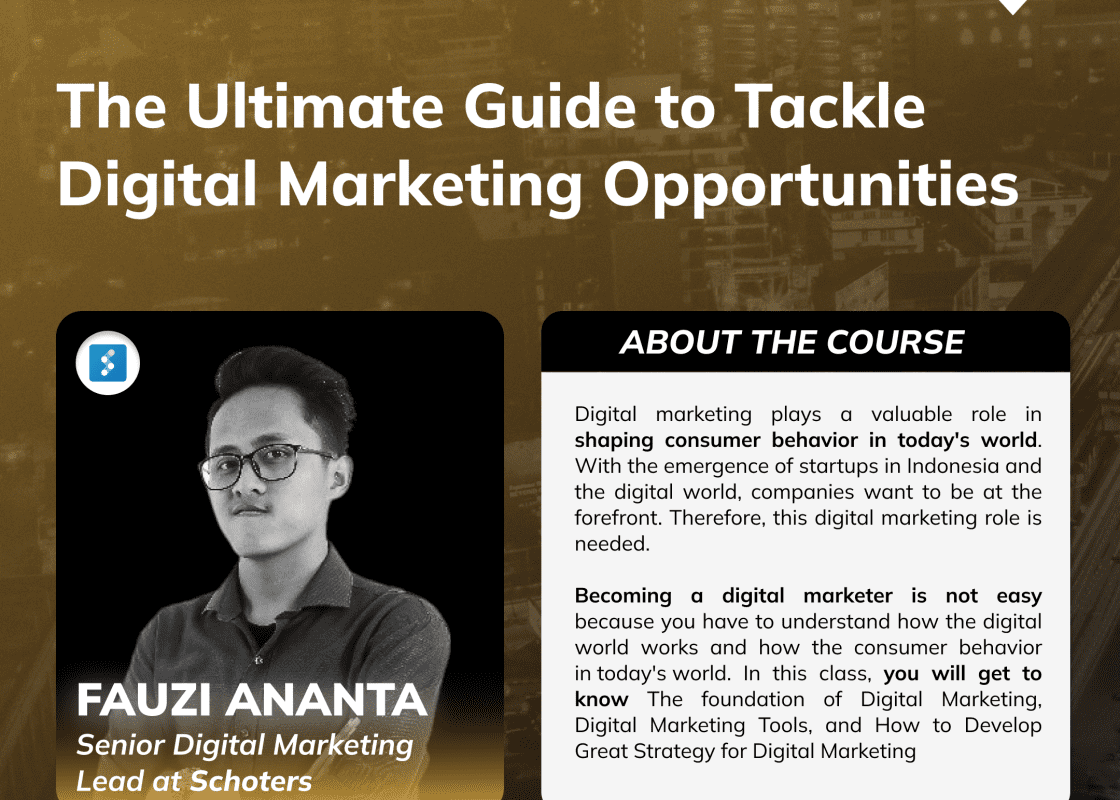 The Ultimate Guide to Tackle
Digital Marketing Opportunities
FAUZI ANANTA
Senior Digital Marketing
Lead at Schoters
ABOUT THE COURSE
Digital marketing plays a valuable role in
shaping consumer behavior in today's world.
With the emergence of startups in Indonesia and
the digital world, companies want to be at the
forefront. Therefore, this digital marketing role is
needed.
Becoming a digital marketer is not easy
because you have to understand how the digital
world works and how the consumer behavior
in today's world. In this class, you will get to
know The foundation of Digital Marketing,
Digital Marketing Tools, and How to Develop
Great Strategy for Digital Marketing